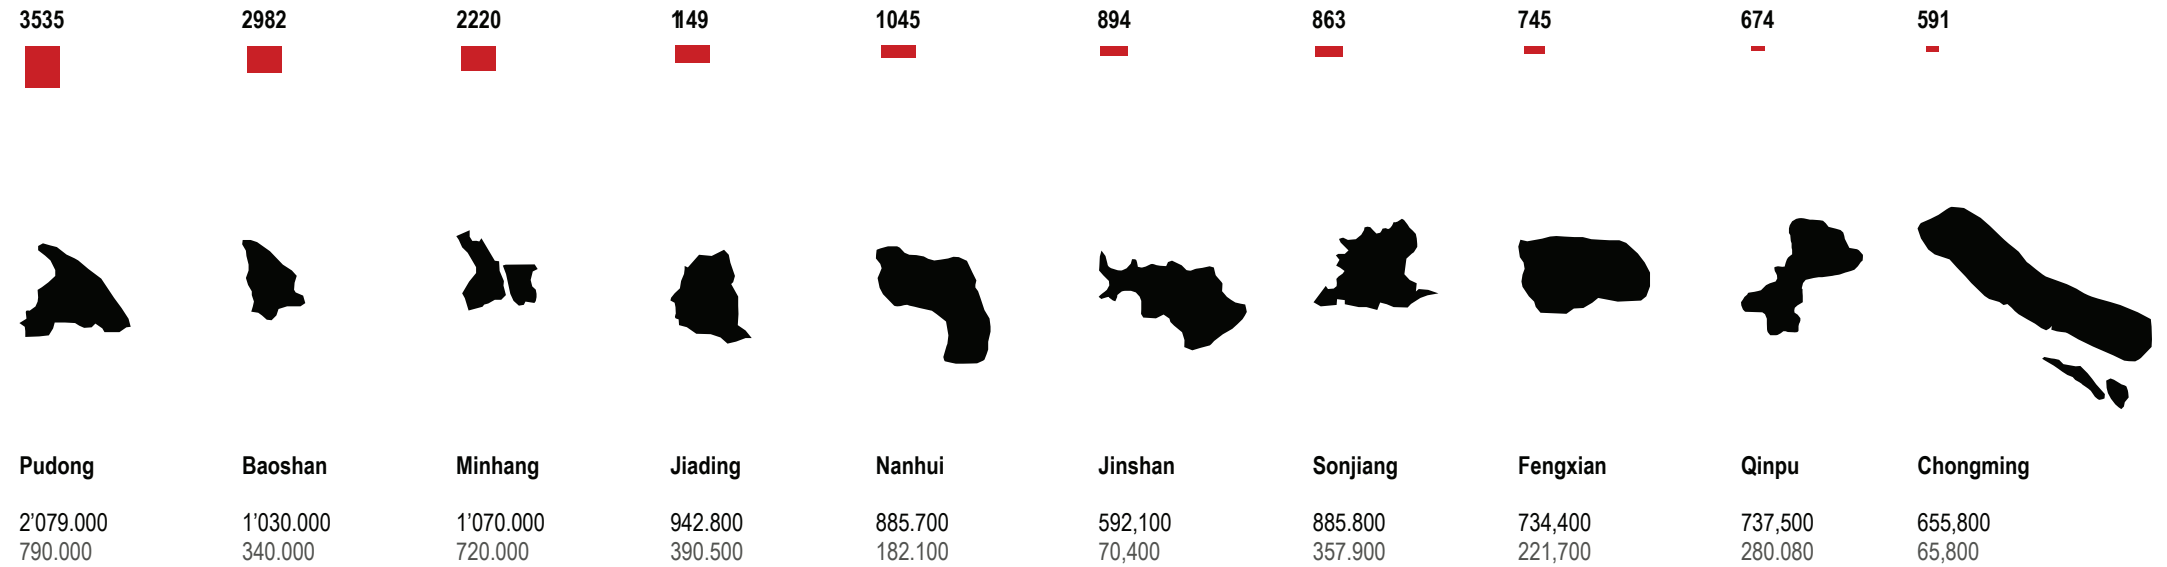 3535 2982 2220 1149 1045 894 863 745 674 591
Pudong Baoshan Minhang Jiading Nanhui Jinshan Sonjiang Fengxian Qinpu Chongming
2’079.000 1’030.000 1’070.000 942.800 885.700 592,100 885.800 734,400 737,500 655,800
790.000 340.000 720.000 390.500 182.100 70,400 357.900 221,700 280.080 65,800